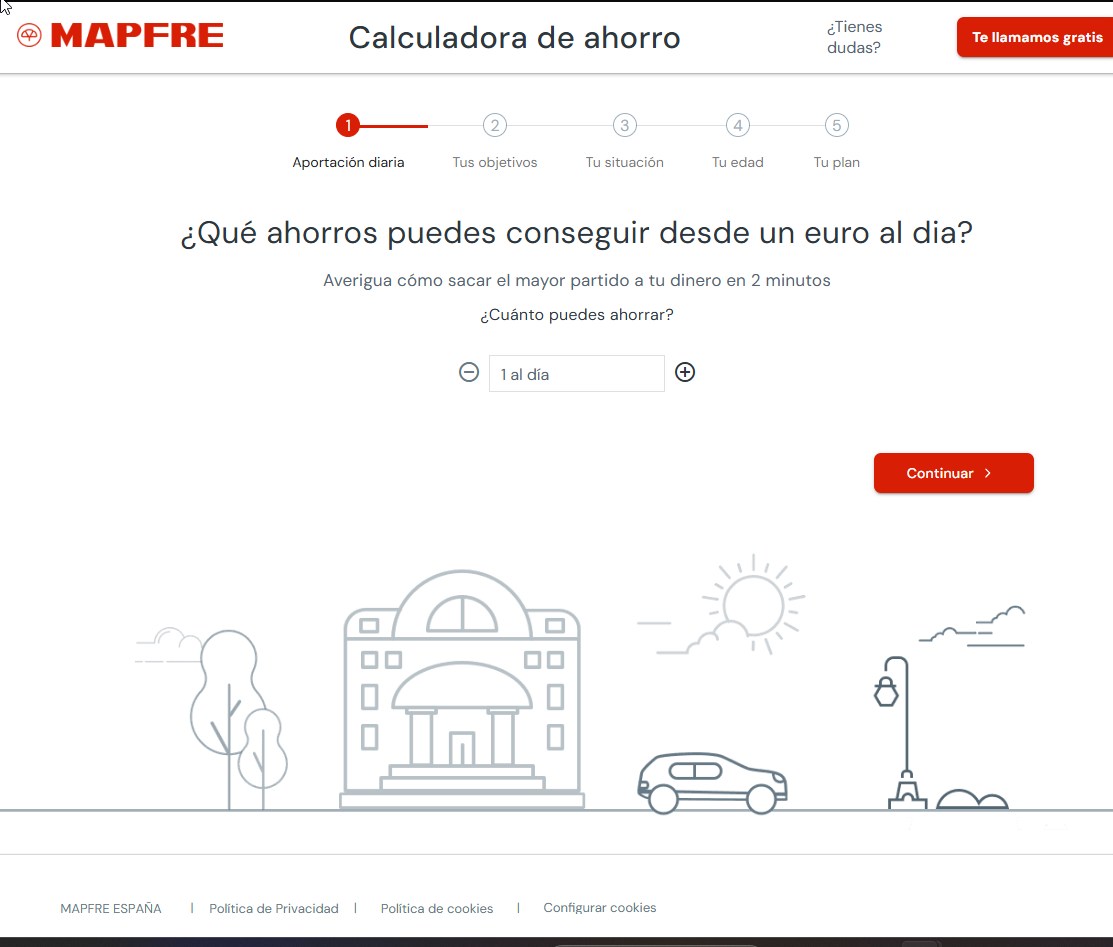 MAPFRE
Calculadora de ahorro
¿Tienes
dudas?
Te llamamos gratis
1
2
3
4
5
Aportación diaria
Tus objetivos
Tu situación
Tu edad
Tu plan
¿Qué ahorros puedes conseguir desde un euro al dia?
Averigua cómo sacar el mayor partido a tu dinero en 2 minutos
¿Cuánto puedes ahorrar?
1 al día
Continuar
MAPFRE ESPAÑA | Política de Privacidad | Política de cookies | Configurar cookies